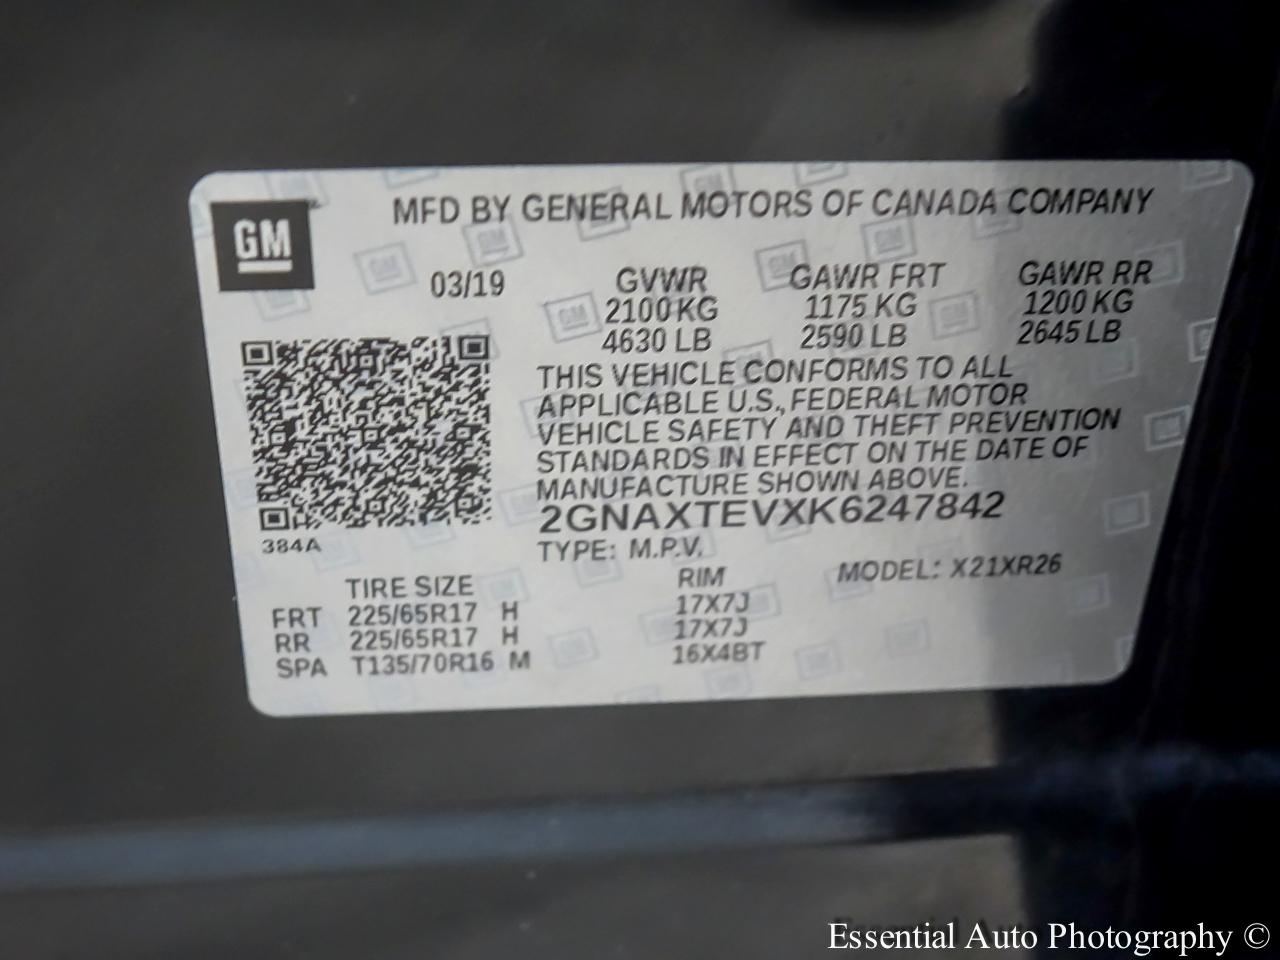 GM
MFD BY GENERAL MOTORS OF CANADA COMPANY
03/19 GVWR GAWR FRT GAWR RR
2100 KG 1175 KG 1200 KG
4630 LB 2590 LB 2645 LB
THIS VEHICLE CONFORMS TO ALL
APPLICABLE U.S., FEDERAL MOTOR
VEHICLE SAFETY AND THEFT PREVENTION
STANDARDS IN EFFECT ON THE DATE OF
MANUFACTURE SHOWN ABOVE.
2GNAXTEVXK6247842
384A
TYPE: M.P.V. MODEL: X21XR26
TIRE SIZE RIM
FRT 225/65R17 H 17X7J
RR 225/65R17 H 17X7J
SPA T135/70R16 M 16X4BT
Essential Auto Photography ©